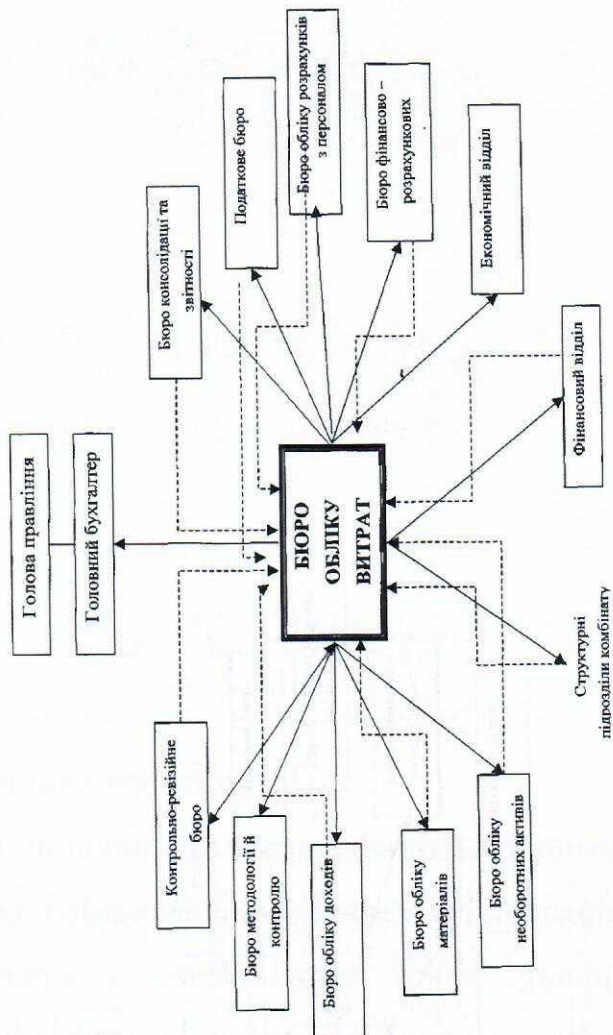 Голова правління
Головний бухгалтер
Контрольно-ревізійне
бюро
Бюро консолідації та
звітності
Бюро методології й
контролю
Податкове бюро
Бюро обліку доходів
БЮРО
ОБЛІКУ
ВИТРАТ
Бюро обліку розрахунків
з персоналом
Бюро обліку
матеріалів
Бюро фінансово –
розрахункових
Бюро обліку
необоротних активів
Економічний відділ
Структурні
підрозділи комбінату
Фінансовий відділ